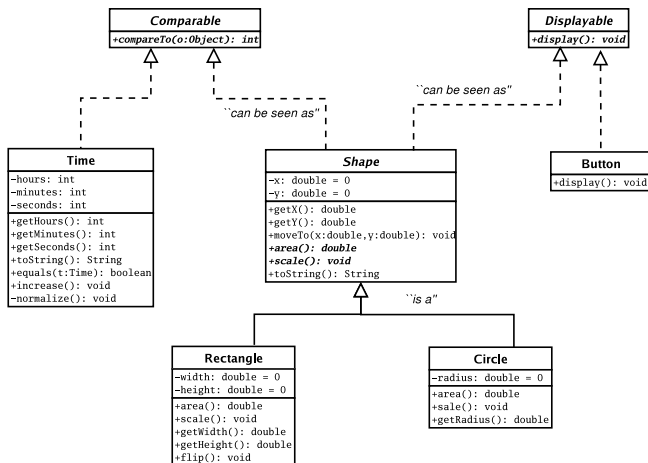 Comparable
+compareTo(o:Object): int
Displayable
+display(): void
``can be seen as"
``can be seen as"
Time
-hours: int
-minutes: int
-seconds: int
+getHours(): int
+getMinutes(): int
+getSeconds(): int
+toString(): String
+equals(t:Time): boolean
+increase(): void
-normalize(): void
Shape
-x: double = 0
-y: double = 0
+getX(): double
+getY(): double
+moveTo(x:double,y:double): void
+area(): double
+scale(): void
+toString(): String
Button
+display(): void
``is a"
Rectangle
-width: double = 0
-height: double = 0
+area(): double
+scale(): void
+getWidth(): double
+getHeight(): double
+flip(): void
Circle
-radius: double = 0
+area(): double
+sale(): void
+getRadius(): double